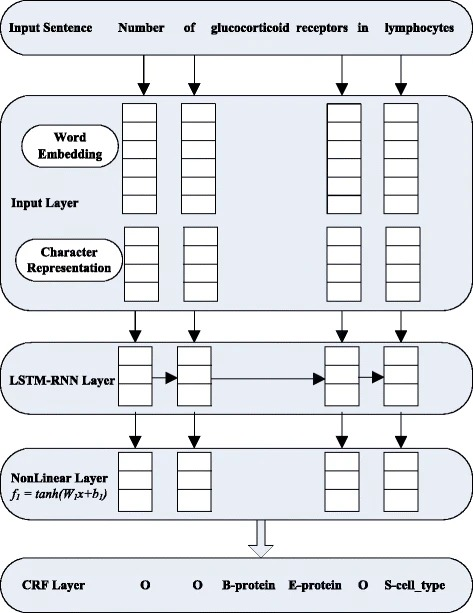 Input Sentence Number of glucocorticoid receptors in lymphocytes
Word
Embedding
Input Layer
Character
Representation
LSTM-RNN Layer
NonLinear Layer
f₁ = tanh(W₁x+b₁)
CRF Layer O O B-protein E-protein O S-cell_type